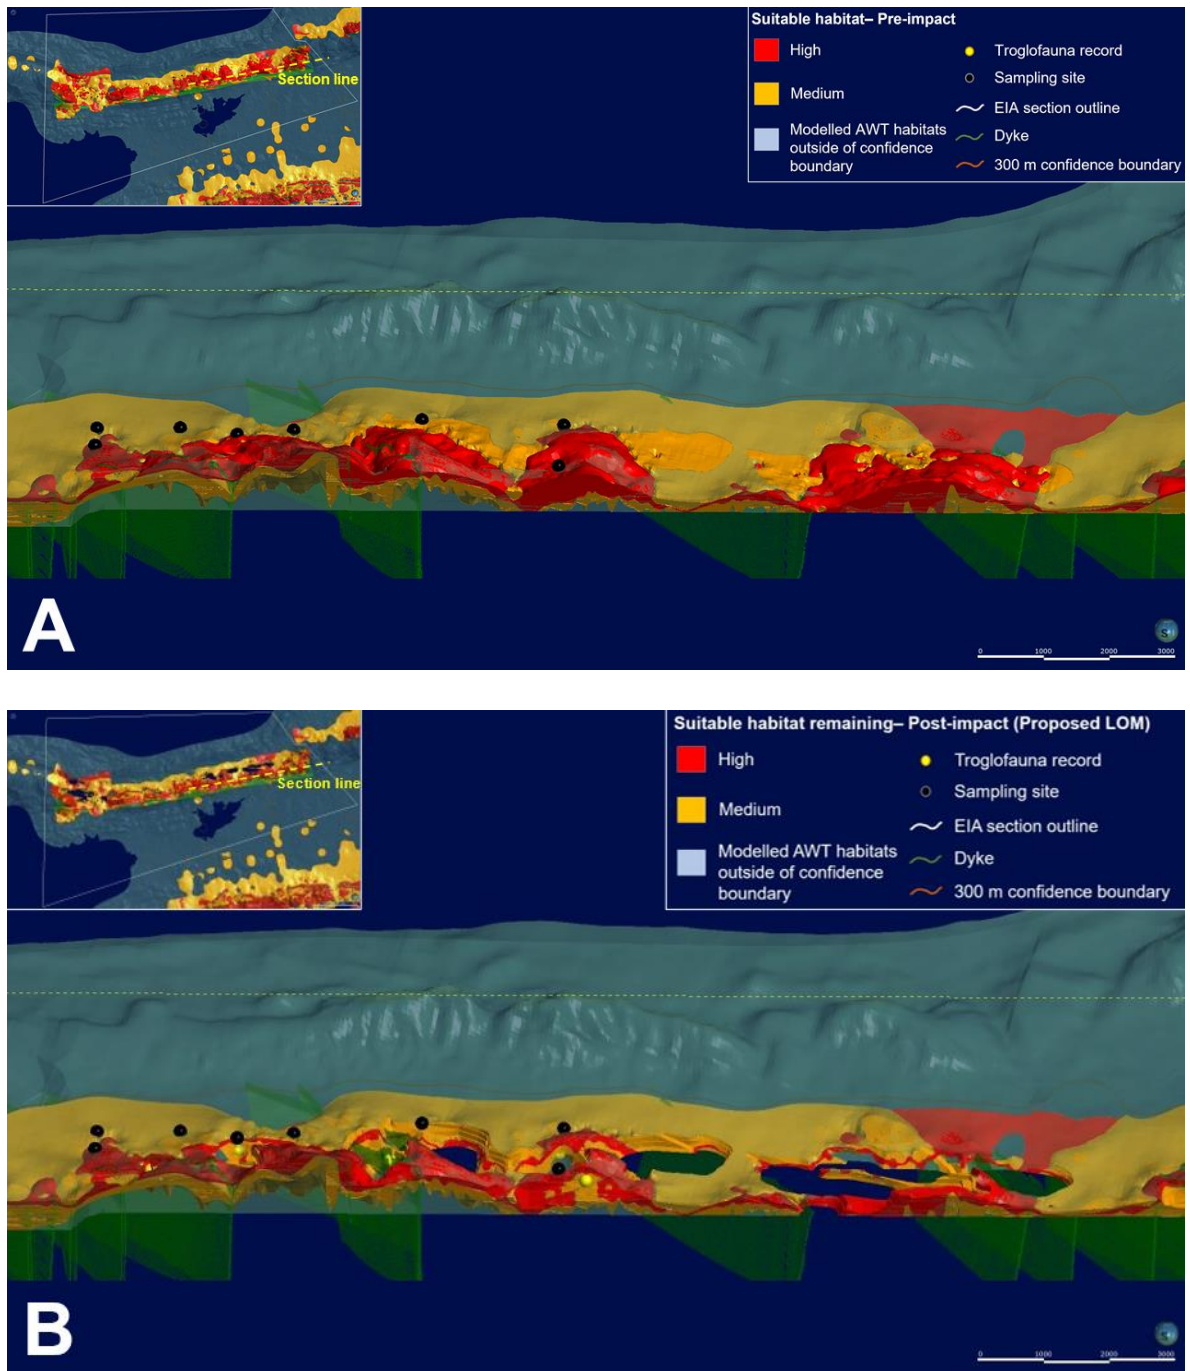 Suitable habitat– Pre-impact
High
Medium
Modelled AWT habitats
outside of confidence
boundary
Troglofauna record
Sampling site
EIA section outline
Dyke
300 m confidence boundary
Section line
A
S
0 1000 2000 3000
Suitable habitat remaining– Post-impact (Proposed LOM)
High
Medium
Modelled AWT habitats
outside of confidence
boundary
Troglofauna record
Sampling site
EIA section outline
Dyke
300 m confidence boundary
Section line
B
0 1000 2000 3000